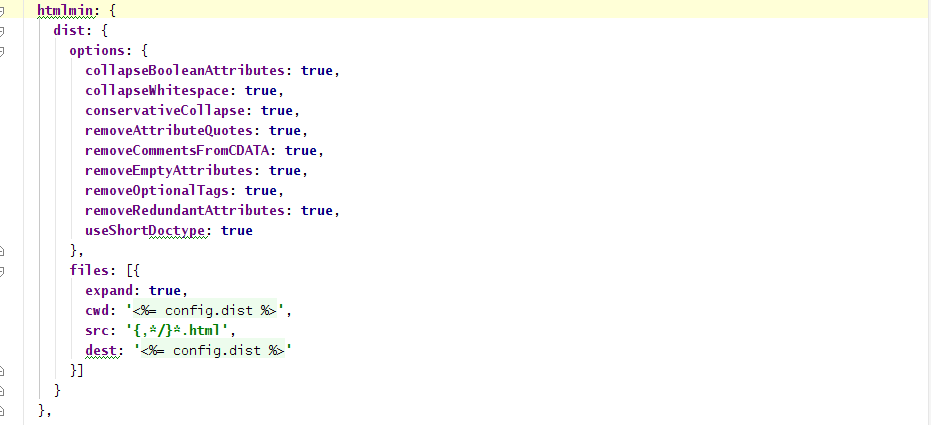 htmlmin: {
  dist: {
    options: {
      collapseBooleanAttributes: true,
      collapseWhitespace: true,
      conservativeCollapse: true,
      removeAttributeQuotes: true,
      removeCommentsFromCDATA: true,
      removeEmptyAttributes: true,
      removeOptionalTags: true,
      removeRedundantAttributes: true,
      useShortDoctype: true
    },
    files: [{
      expand: true,
      cwd: '<%= config.dist %>',
      src: '{,*/}*.html',
      dest: '<%= config.dist %>'
    }]
  }
},